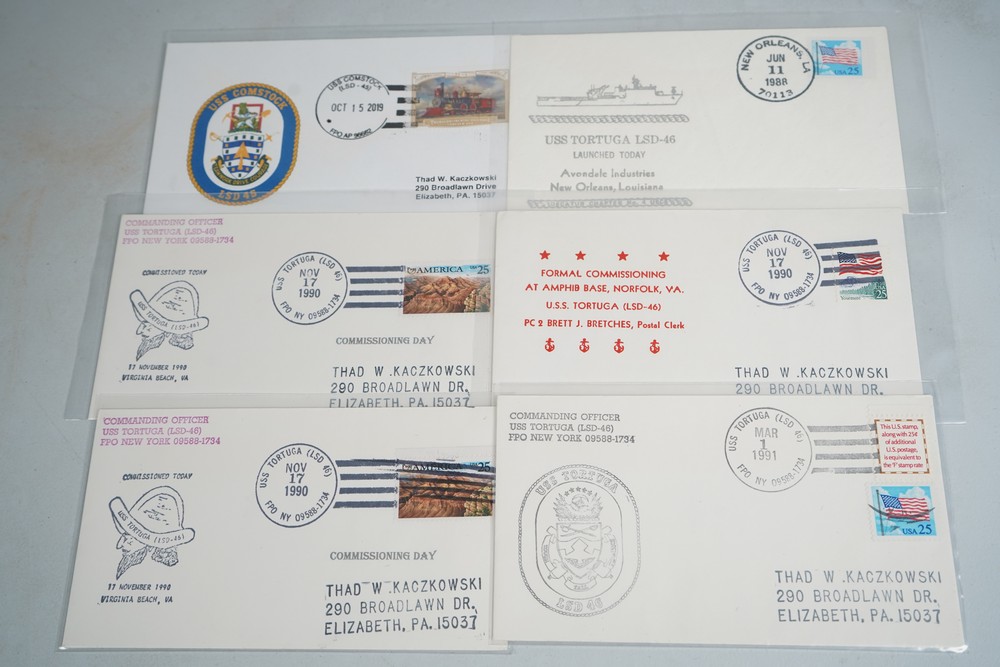 USS COMSTOCK
LSD 45
USS COMSTOCK
(LSD - 45)
OCT 15 2019
FPO AP 96662
Thad W. Kaczkowski
290 Broadlawn Drive
Elizabeth, PA. 15037
NEW ORLEANS, LA
JUN
11
1988
70113
USA 25
USS TORTUGA LSD-46
LAUNCHED TODAY
Avondale Industries
New Orleans, Louisiana
COMMANDING OFFICER
USS TORTUGA (LSD-46)
FPO NEW YORK 09588-1734
COMMISSIONED TODAY
USS TORTUGA (LSD-46)
17 NOVEMBER 1990
VIRGINIA BEACH, VA
USS TORTUGA (LSD 46)
NOV
17
1990
FPO NY 09588-1734
AMERICA USA 25
COMMISSIONING DAY
THAD W .KACZKOWSKI
290 BROADLAWN DR.
ELIZABETH, PA. 15037
FORMAL COMMISSIONING
AT AMPHIB BASE, NORFOLK, VA.
U.S.S. TORTUGA (LSD-46)
PC 2 BRETT J. BRETCHES, Postal Clerk
USS TORTUGA (LSD 46)
NOV
17
1990
FPO NY 09588-1734
25
Yosemite
THAD W .KACZKOWSKI
290 BROADLAWN DR.
COMMANDING OFFICER
USS TORTUGA (LSD-46)
FPO NEW YORK 09588-1734
COMMISSIONED TODAY
USS TORTUGA (LSD-46)
17 NOVEMBER 1990
VIRGINIA BEACH, VA
USS TORTUGA (LSD 46)
NOV
17
1990
FPO NY 09588-1734
AMERICA 25
COMMISSIONING DAY
THAD W .KACZKOWSKI
290 BROADLAWN DR.
ELIZABETH, PA. 15037
COMMANDING OFFICER
USS TORTUGA (LSD-46)
FPO NEW YORK 09588-1734
USS TORTUGA
LSD 46
USS TORTUGA (LSD 46)
MAR
1
1991
FPO NY 09588-1734
This U.S. stamp,
along with 25¢
of additional
U.S. postage,
is equivalent to
the 'F' stamp rate
USA 25
THAD W .KACZKOWSKI
290 BROADLAWN DR.
ELIZABETH, PA. 15037